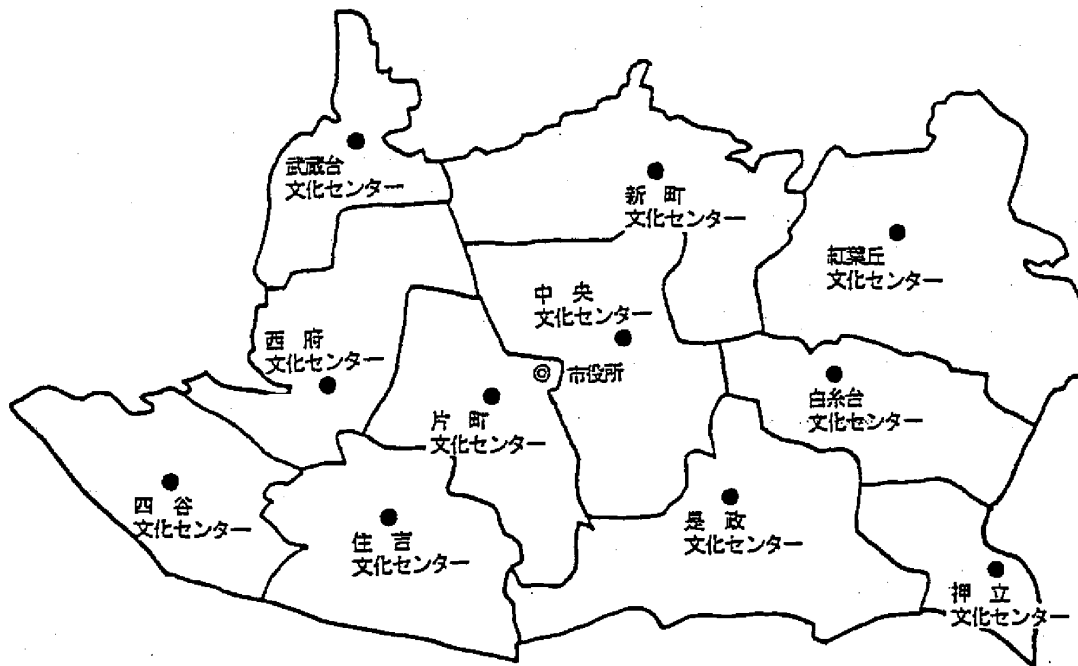 武蔵台
文化センター
新 町
文化センター
紅葉丘
文化センター
中 央
文化センター
西 府
文化センター
市役所
白糸台
文化センター
片 町
文化センター
四 谷
文化センター
住 吉
文化センター
是 政
文化センター
押 立
文化センター